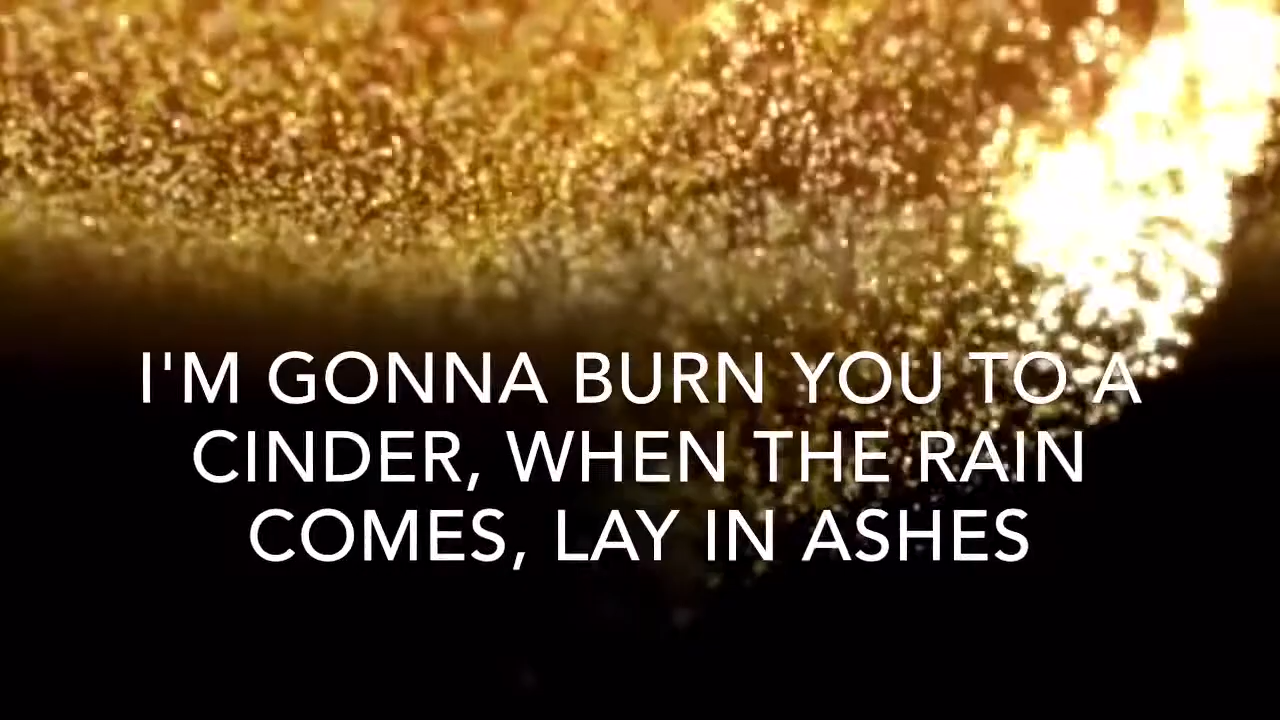 I'M GONNA BURN YOU TO A
CINDER, WHEN THE RAIN
COMES, LAY IN ASHES